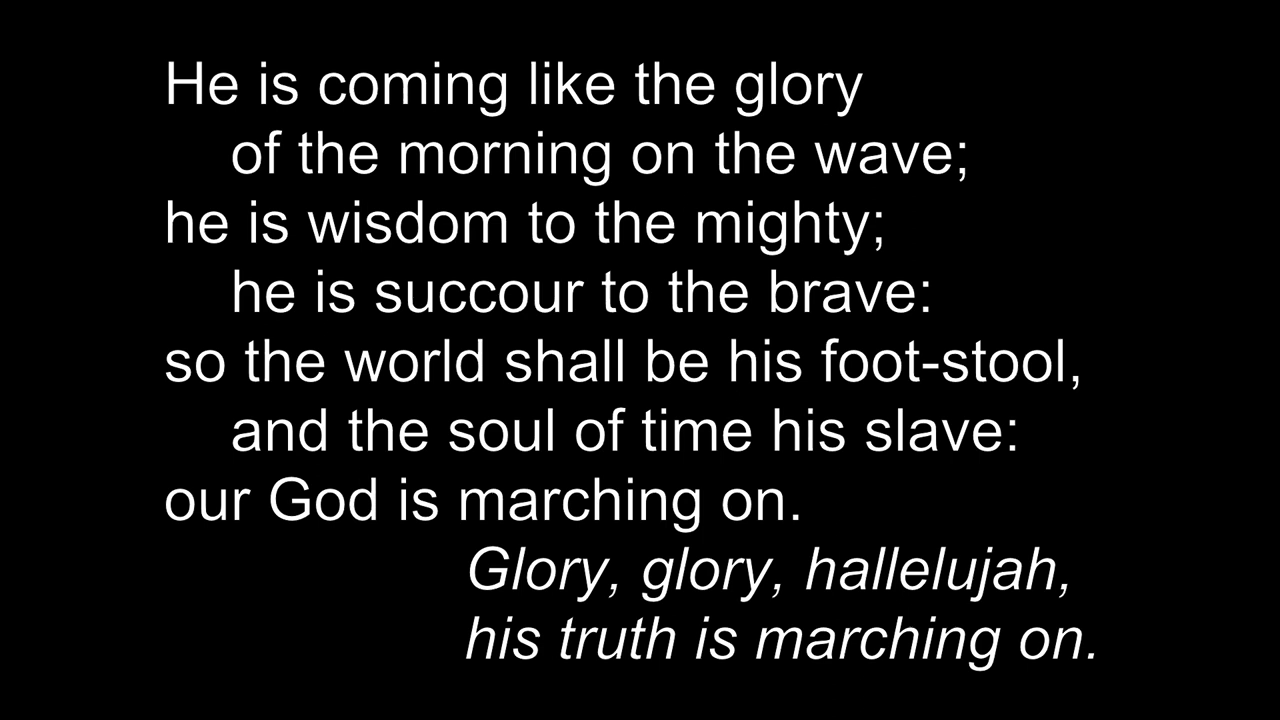 He is coming like the glory
of the morning on the wave;
he is wisdom to the mighty;
he is succour to the brave:
so the world shall be his foot-stool,
and the soul of time his slave:
our God is marching on.
Glory, glory, hallelujah,
his truth is marching on.